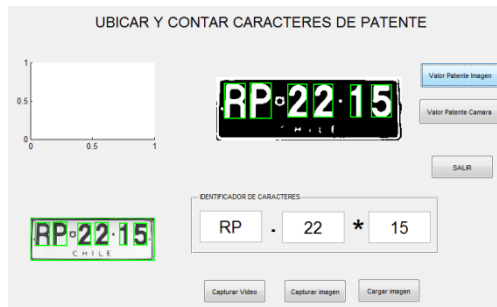 UBICAR Y CONTAR CARACTERES DE PATENTE
1
0.5
0
0 0.5 1
RP·22·15
CHILE
Valor Patente Imagen
Valor Patente Camara
SALIR
RP·22·15
CHILE
IDENTIFICADOR DE CARACTERES
RP . 22 * 15
Capturar Video Capturar imagen Cargar imagen